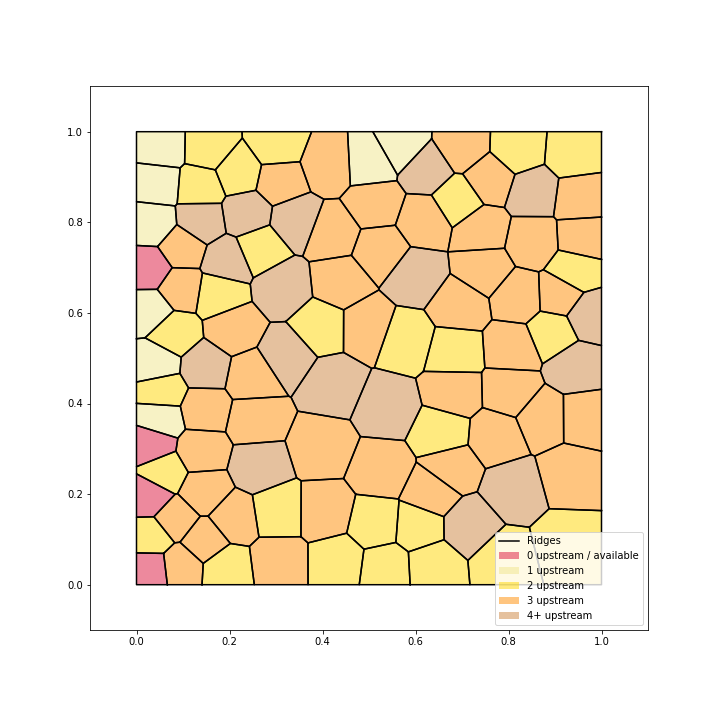 1.0
0.8
0.6
0.4
0.2
0.0
Ridges
0 upstream / available
1 upstream
2 upstream
3 upstream
4+ upstream
0.0 0.2 0.4 0.6 0.8 1.0